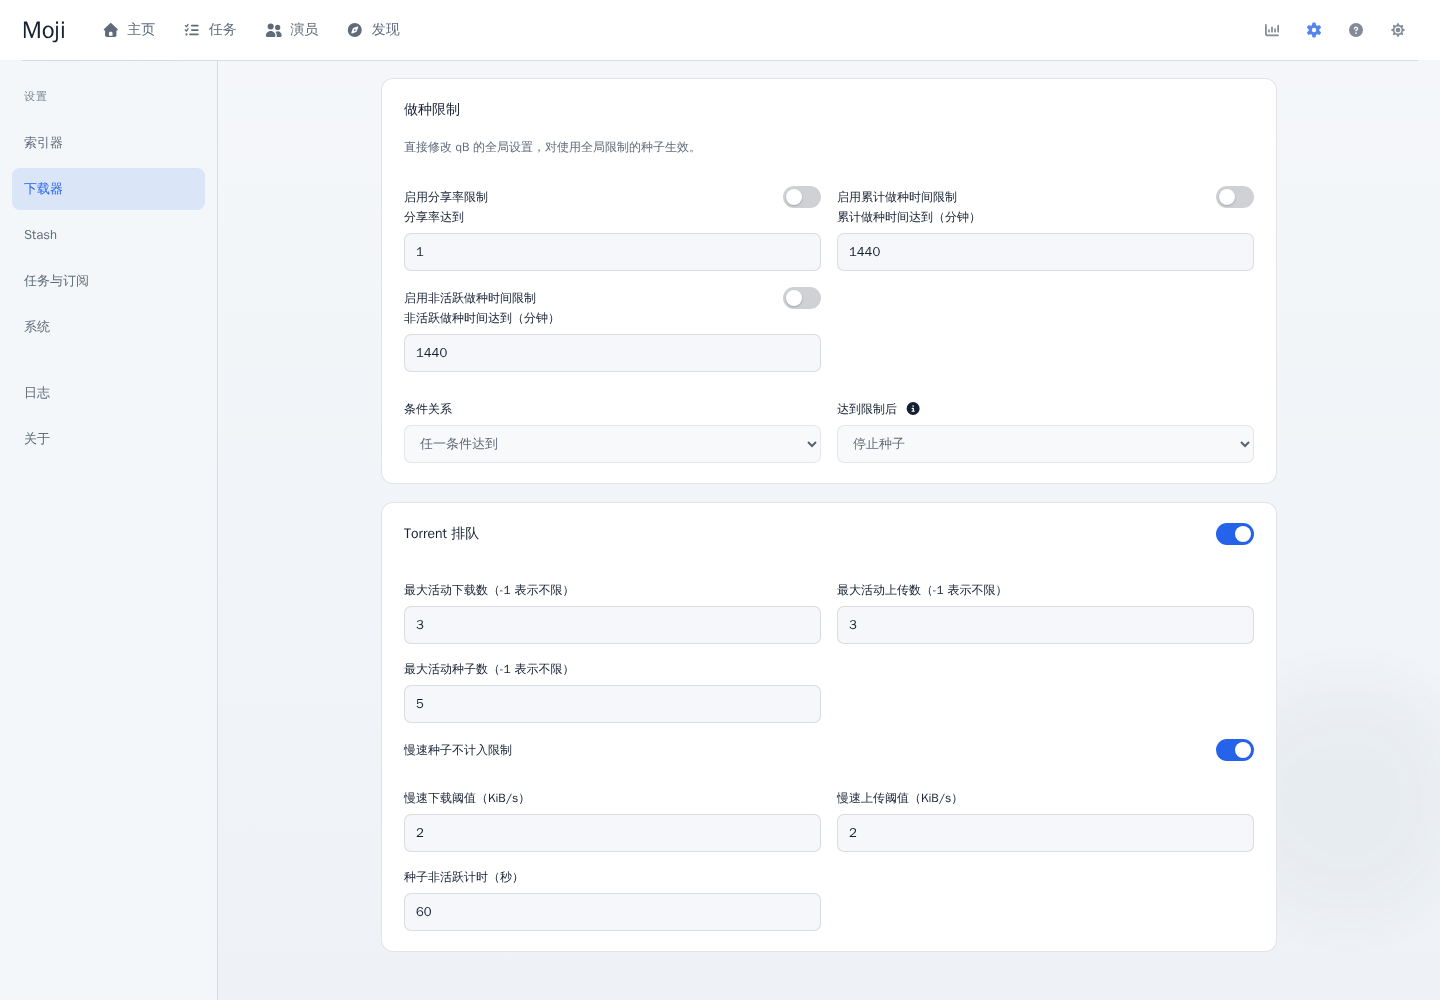 Moji
主页
任务
演员
发现
设置
索引器
下载器
Stash
任务与订阅
系统
日志
关于
做种限制
直接修改 qB 的全局设置，对使用全局限制的种子生效。
启用分享率限制
分享率达到
1
启用累计做种时间限制
累计做种时间达到（分钟）
1440
启用非活跃做种时间限制
非活跃做种时间达到（分钟）
1440
条件关系
任一条件达到
达到限制后
停止种子
Torrent 排队
最大活动下载数（-1 表示不限）
3
最大活动上传数（-1 表示不限）
3
最大活动种子数（-1 表示不限）
5
慢速种子不计入限制
慢速下载阈值（KiB/s）
2
慢速上传阈值（KiB/s）
2
种子非活跃计时（秒）
60